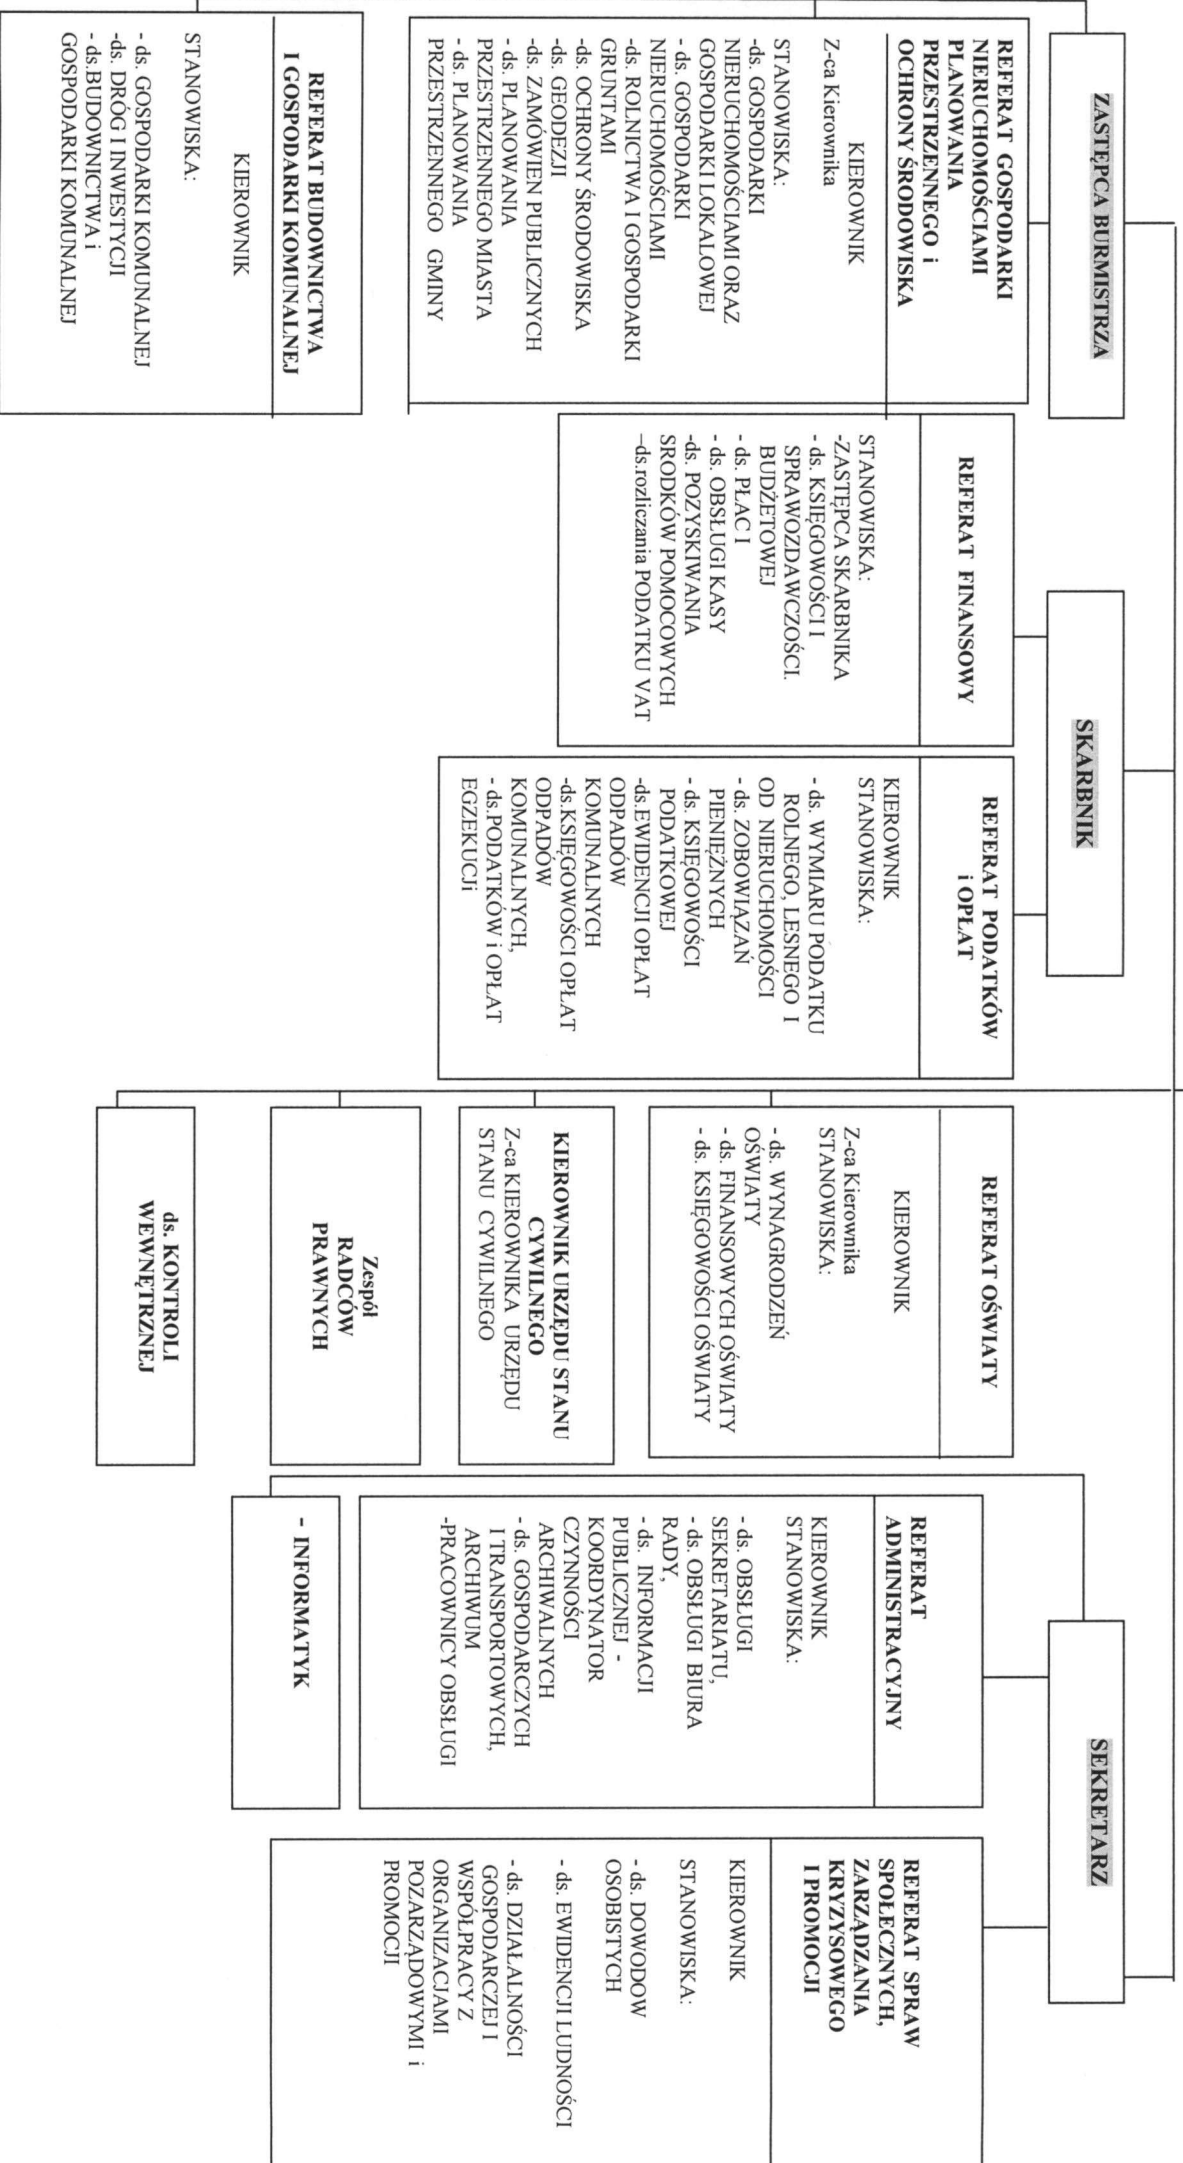 ZASTĘPCA BURMISTRZA
REFERAT GOSPODARKI
NIERUCHOMOŚCIAMI
PLANOWANIA
PRZESTRZENNEGO i
OCHRONY ŚRODOWISKA
KIEROWNIK
Z-ca Kierownika
STANOWISKA:
-ds. GOSPODARKI
NIERUCHOMOŚCIAMI ORAZ
GOSPODARKI LOKALOWEJ
- ds. GOSPODARKI
NIERUCHOMOŚCIAMI
-ds. ROLNICTWA I GOSPODARKI
GRUNTAMI
-ds. OCHRONY ŚRODOWISKA
-ds. GEODEZJI
-ds. ZAMÓWIEN PUBLICZNYCH
- ds. PLANOWANIA
PRZESTRZENNEGO MIASTA
- ds. PLANOWANIA
PRZESTRZENNEGO GMINY
REFERAT BUDOWNICTWA
I GOSPODARKI KOMUNALNEJ
KIEROWNIK
STANOWISKA:
- ds. GOSPODARKI KOMUNALNEJ
-ds. DRÓG I INWESTYCJI
- ds.BUDOWNICTWA i
GOSPODARKI KOMUNALNEJ
SKARBNIK
REFERAT FINANSOWY
STANOWISKA:
-ZASTĘPCA SKARBNIKA
- ds. KSIĘGOWOŚCI I
SPRAWOZDAWCZOŚCI.
BUDŻETOWEJ
- ds. PŁAC I
- ds. OBSŁUGI KASY
-ds. POZYSKIWANIA
SRODKÓW POMOCOWYCH
–ds.rozliczania PODATKU VAT
REFERAT PODATKÓW
i OPŁAT
KIEROWNIK
STANOWISKA:
- ds. WYMIARU PODATKU
ROLNEGO, LESNEGO I
OD NIERUCHOMOŚCI
- ds. ZOBOWIĄZAŃ
PIENIĘŻNYCH
- ds. KSIĘGOWOŚCI
PODATKOWEJ
-ds.EWIDENCJI OPŁAT
ODPADÓW
KOMUNALNYCH
-ds.KSIĘGOWOŚCI OPŁAT
ODPADÓW
KOMUNALNYCH,
- ds.PODATKÓW i OPŁAT
EGZEKUCJi
REFERAT OŚWIATY
KIEROWNIK
Z-ca Kierownika
STANOWISKA:
- ds. WYNAGRODZEŃ
OŚWIATY
- ds. FINANSOWYCH OŚWIATY
- ds. KSIĘGOWOŚCI OŚWIATY
KIEROWNIK URZĘDU STANU
CYWILNEGO
Z-ca KIEROWNIKA URZĘDU
STANU CYWILNEGO
Zespół
RADCÓW
PRAWNYCH
ds. KONTROLI
WEWNĘTRZNEJ
SEKRETARZ
REFERAT
ADMINISTRACYJNY
KIEROWNIK
STANOWISKA:
- ds. OBSŁUGI
SEKRETARIATU,
- ds. OBSŁUGI BIURA
RADY,
- ds. INFORMACJI
PUBLICZNEJ -
KOORDYNATOR
CZYNNOŚCI
ARCHIWALNYCH
- ds. GOSPODARCZYCH
I TRANSPORTOWYCH,
ARCHIWUM
-PRACOWNICY OBSŁUGI
- INFORMATYK
REFERAT SPRAW
SPOŁECZNYCH,
ZARZĄDZANIA
KRYZYSOWEGO
I PROMOCJI
KIEROWNIK
STANOWISKA:
- ds. DOWODOW
OSOBISTYCH
- ds. EWIDENCJI LUDNOŚCI
- ds. DZIAŁALNOŚCI
GOSPODARCZEJ I
WSPÓŁPRACY Z
ORGANIZACJAMI
POZARZĄDOWYMI i
PROMOCJI